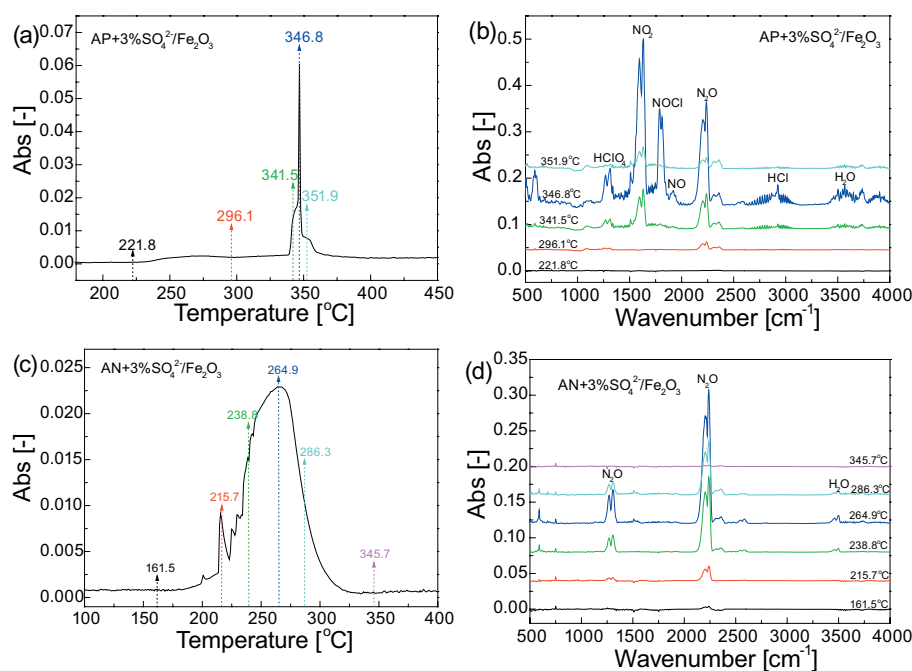 (a)
AP+3%SO₄²⁻/Fe₂O₃
346.8
341.5
351.9
296.1
221.8
0.07
0.06
0.05
0.04
0.03
0.02
0.01
0.00
Abs [-]
200 250 300 350 400 450
Temperature [°C]
(b)
AP+3%SO₄²⁻/Fe₂O₃
NO₂
NOCl
N₂O
HClO₄
NO
HCl
H₂O
351.9°C
346.8°C
341.5°C
296.1°C
221.8°C
0.5
0.4
0.3
0.2
0.1
0.0
Abs [-]
500 1000 1500 2000 2500 3000 3500 4000
Wavenumber [cm⁻¹]
(c)
AN+3%SO₄²⁻/Fe₂O₃
264.9
238.8
286.3
215.7
161.5
345.7
0.025
0.020
0.015
0.010
0.005
0.000
Abs [-]
100 150 200 250 300 350 400
Temperature [°C]
(d)
AN+3%SO₄²⁻/Fe₂O₃
N₂O
N₂O
H₂O
345.7°C
286.3°C
264.9°C
238.8°C
215.7°C
161.5°C
0.35
0.30
0.25
0.20
0.15
0.10
0.05
0.00
Abs [-]
500 1000 1500 2000 2500 3000 3500 4000
Wavenumber [cm⁻¹]